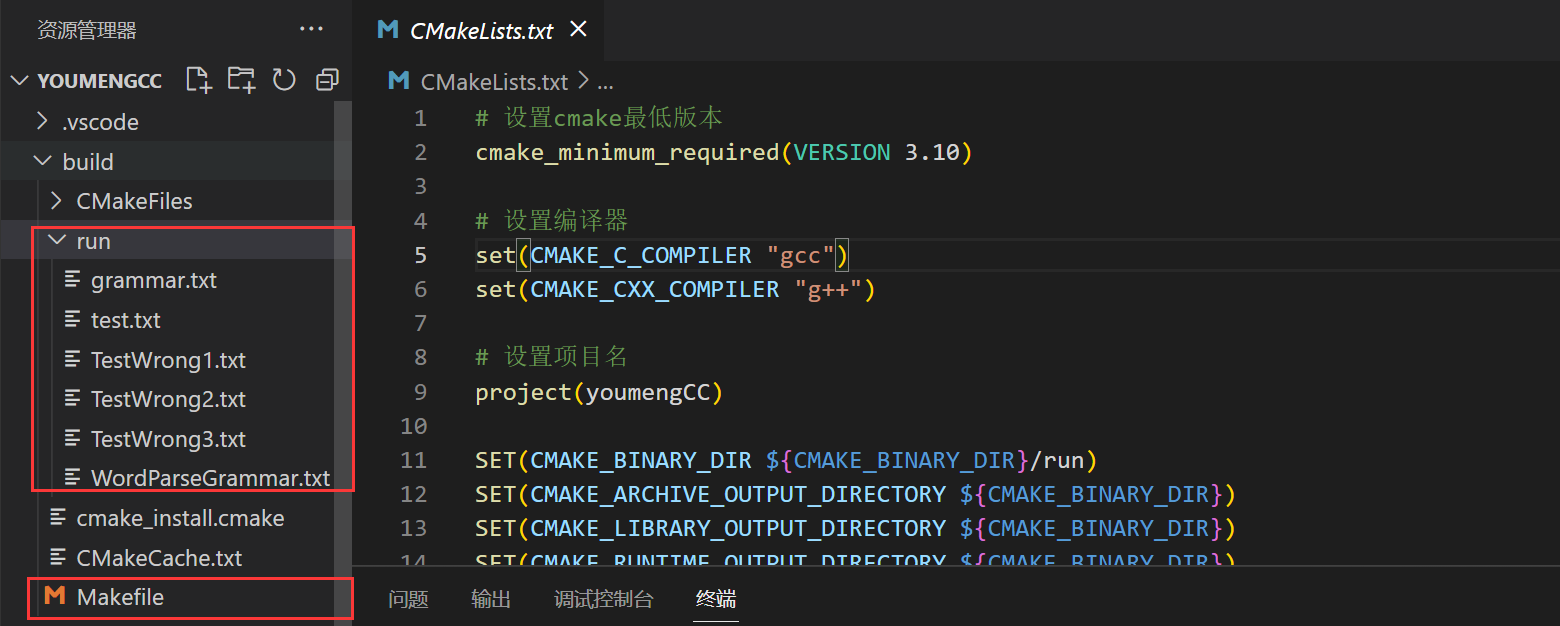 资源管理器
YOUMENGCC
.vscode
build
CMakeFiles
run
grammar.txt
test.txt
TestWrong1.txt
TestWrong2.txt
TestWrong3.txt
WordParseGrammar.txt
cmake_install.cmake
CMakeCache.txt
M Makefile
M CMakeLists.txt
M CMakeLists.txt > ...
1 # 设置cmake最低版本
2 cmake_minimum_required(VERSION 3.10)
3
4 # 设置编译器
5 set(CMAKE_C_COMPILER "gcc")
6 set(CMAKE_CXX_COMPILER "g++")
7
8 # 设置项目名
9 project(youmengCC)
10
11 SET(CMAKE_BINARY_DIR ${CMAKE_BINARY_DIR}/run)
12 SET(CMAKE_ARCHIVE_OUTPUT_DIRECTORY ${CMAKE_BINARY_DIR})
13 SET(CMAKE_LIBRARY_OUTPUT_DIRECTORY ${CMAKE_BINARY_DIR})
14 SET(CMAKE_RUNTIME_OUTPUT_DIRECTORY ${CMAKE_BINARY_DIR})
问题 输出 调试控制台 终端